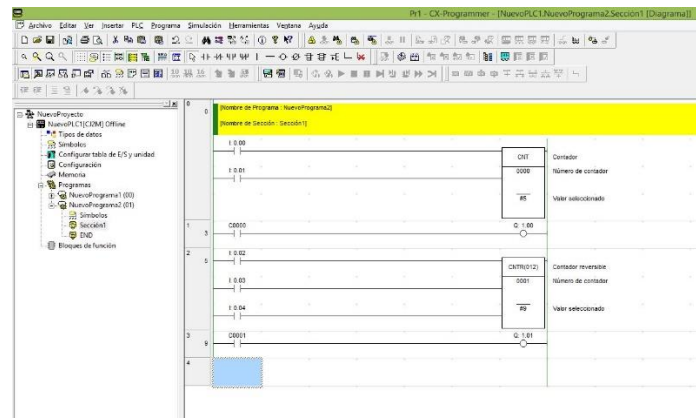 Pr1 - CX-Programmer - [NuevoPLC1.NuevoPrograma2.Sección1 [Diagrama]]
Archivo Editar Ver Insertar PLC Programa Simulación Herramientas Ventana Ayuda
NuevoProyecto
NuevoPLC1[CJ2M] Offline
Tipos de datos
Símbolos
Configurar tabla de E/S y unidad
Configuración
Memoria
Programas
NuevoPrograma1 (00)
NuevoPrograma2 (01)
Símbolos
Sección1
END
Bloques de función
0
0
[Nombre de Programa : NuevoPrograma2]
[Nombre de Sección : Sección1]
I: 0.00
CNT
Contador
I: 0.01
0000
Número de contador
#5
Valor seleccionado
1
3
C0000
Q: 1.00
2
5
I: 0.02
CNTR(012)
Contador reversible
I: 0.03
0001
Número de contador
I: 0.04
#9
Valor seleccionado
3
9
C0001
Q: 1.01
4